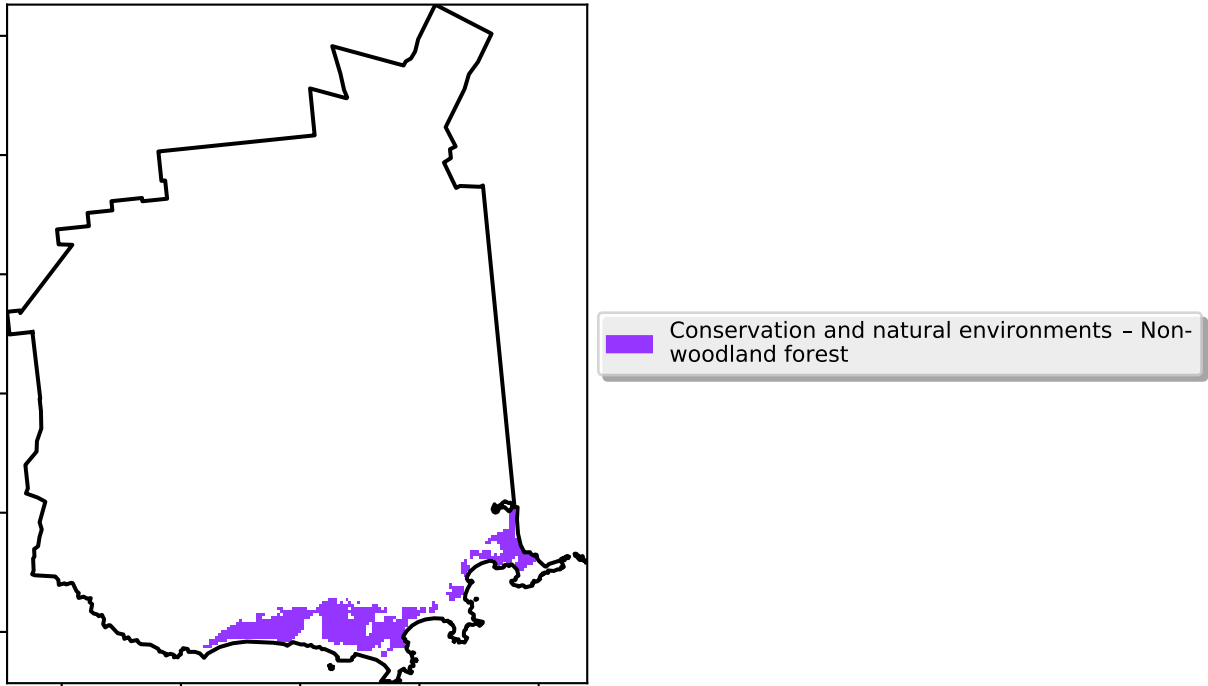 Conservation and natural environments – Non-
woodland forest